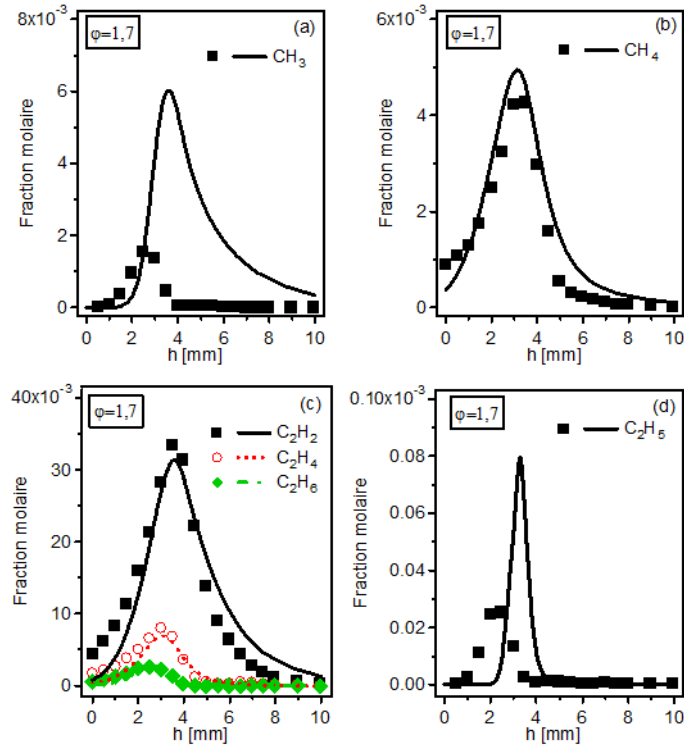 8x10⁻³
φ=1,7
(a)
CH₃
6
4
2
0
Fraction molaire
0 2 4 6 8 10
h [mm]
6x10⁻³
φ=1,7
(b)
CH₄
4
2
0
Fraction molaire
0 2 4 6 8 10
h [mm]
40x10⁻³
φ=1,7
(c)
C₂H₂
C₂H₄
C₂H₆
30
20
10
0
Fraction molaire
0 2 4 6 8 10
h [mm]
0.10x10⁻³
φ=1,7
(d)
C₂H₅
0.08
0.06
0.04
0.02
0.00
Fraction molaire
0 2 4 6 8 10
h [mm]